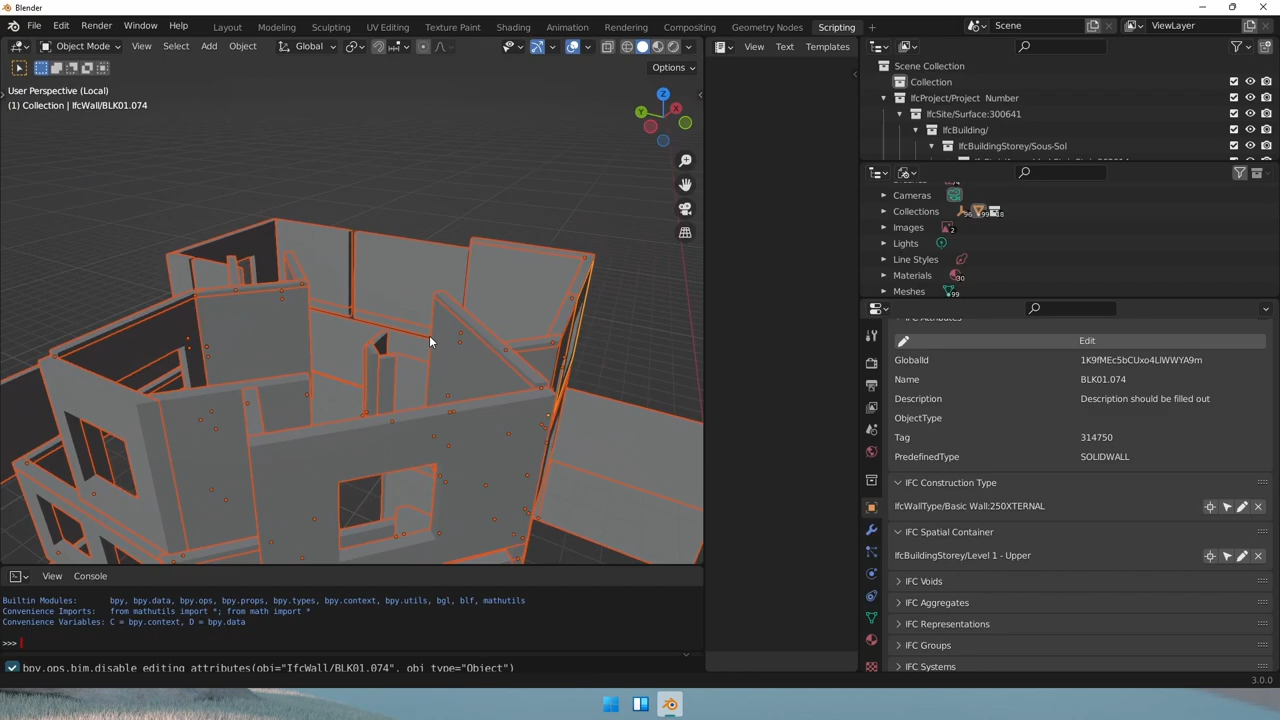 Blender
File Edit Render Window Help Layout Modeling Sculpting UV Editing Texture Paint Shading Animation Rendering Compositing Geometry Nodes Scripting + Scene ViewLayer
Object Mode View Select Add Object Global View Text Templates
Options
User Perspective (Local)
(1) Collection | IfcWall/BLK01.074
Z
Y
X
Scene Collection
Collection
IfcProject/Project Number
IfcSite/Surface:300641
IfcBuilding/
IfcBuildingStorey/Sous-Sol
Cameras
Collections 96 99 18
Images 2
Lights
Line Styles
Materials 30
Meshes 99
Edit
GlobalId 1K9fMEc5bCUxo4LIWWYA9m
Name BLK01.074
Description Description should be filled out
ObjectType
Tag 314750
PredefinedType SOLIDWALL
IFC Construction Type
IfcWallType/Basic Wall:250XTERNAL
IFC Spatial Container
IfcBuildingStorey/Level 1 - Upper
IFC Voids
IFC Aggregates
IFC Representations
IFC Groups
IFC Systems
View Console
Builtin Modules: bpy, bpy.data, bpy.ops, bpy.props, bpy.types, bpy.context, bpy.utils, bgl, blf, mathutils
Convenience Imports: from mathutils import *; from math import *
Convenience Variables: C = bpy.context, D = bpy.data
>>>
bpy.ops.bim.disable_editing_attributes(obj="IfcWall/BLK01.074", obj_type="Object")
3.0.0